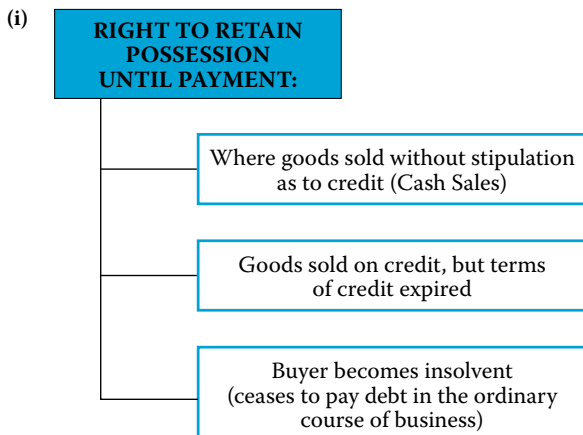 (i)
RIGHT TO RETAIN
POSSESSION
UNTIL PAYMENT:
Where goods sold without stipulation
as to credit (Cash Sales)
Goods sold on credit, but terms
of credit expired
Buyer becomes insolvent
(ceases to pay debt in the ordinary
course of business)